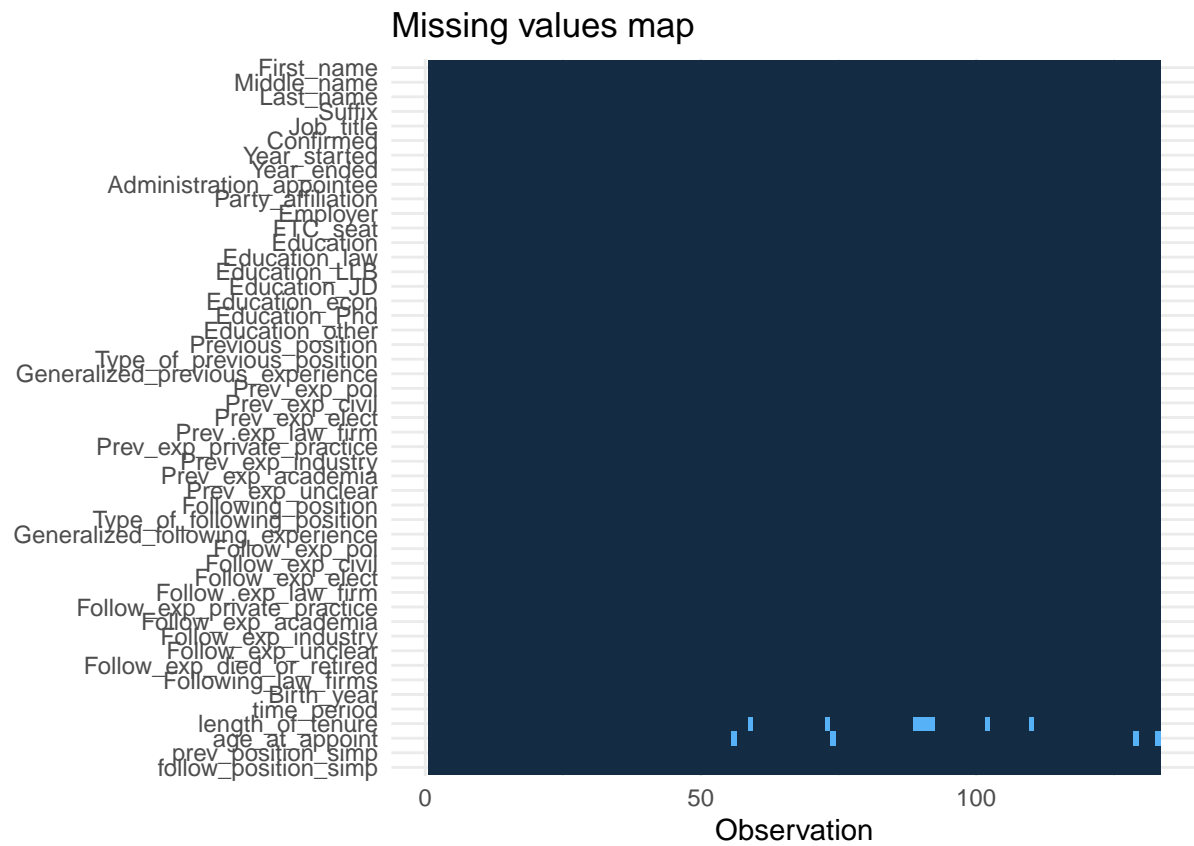 Missing values map
First_name
Middle_name
Last_name
Suffix
Job_title
Confirmed
Year_started
Year_ended
Administration_appointee
Party_affiliation
Employer
FTC_seat
Education
Education_law
Education_LLB
Education_JD
Education_econ
Education_Phd
Education_other
Previous_position
Type_of_previous_position
Generalized_previous_experience
Prev_exp_pol
Prev_exp_civil
Prev_exp_elect
Prev_exp_law_firm
Prev_exp_private_practice
Prev_exp_industry
Prev_exp_academia
Prev_exp_unclear
Following_position
Type_of_following_position
Generalized_following_experience
Follow_exp_pol
Follow_exp_civil
Follow_exp_elect
Follow_exp_law_firm
Follow_exp_private_practice
Follow_exp_academia
Follow_exp_industry
Follow_exp_unclear
Follow_exp_died_or_retired
Following_law_firms
Birth_year
time_period
length_of_tenure
age_at_appoint
prev_position_simp
follow_position_simp
0 50 100
Observation